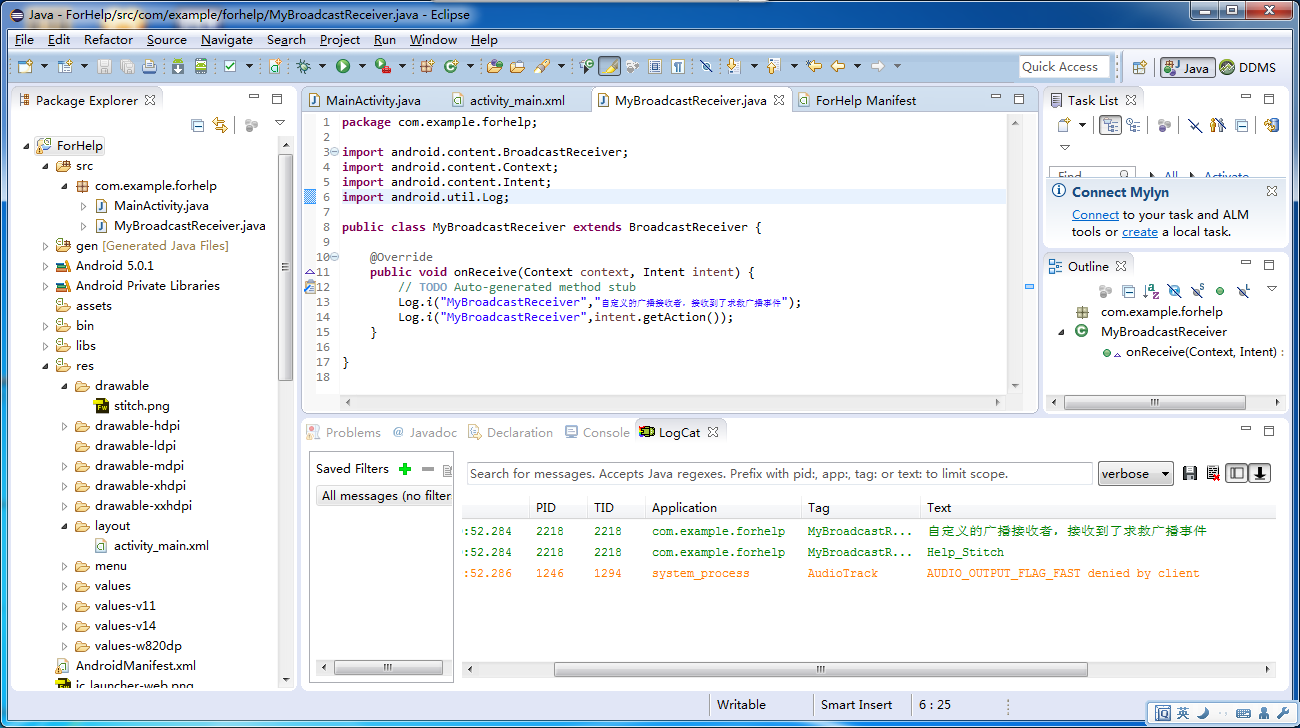 Java - ForHelp/src/com/example/forhelp/MyBroadcastReceiver.java - Eclipse
File Edit Refactor Source Navigate Search Project Run Window Help
Quick Access Java DDMS
Package Explorer
ForHelp
src
com.example.forhelp
MainActivity.java
MyBroadcastReceiver.java
gen [Generated Java Files]
Android 5.0.1
Android Private Libraries
assets
bin
libs
res
drawable
stitch.png
drawable-hdpi
drawable-ldpi
drawable-mdpi
drawable-xhdpi
drawable-xxhdpi
layout
activity_main.xml
menu
values
values-v11
values-v14
values-w820dp
AndroidManifest.xml
ic_launcher-web.png
MainActivity.java activity_main.xml MyBroadcastReceiver.java ForHelp Manifest
1 package com.example.forhelp;
2
3 import android.content.BroadcastReceiver;
4 import android.content.Context;
5 import android.content.Intent;
6 import android.util.Log;
7
8 public class MyBroadcastReceiver extends BroadcastReceiver {
9
10 @Override
11 public void onReceive(Context context, Intent intent) {
12 // TODO Auto-generated method stub
13 Log.i("MyBroadcastReceiver","自定义的广播接收者，接收到了求救广播事件");
14 Log.i("MyBroadcastReceiver",intent.getAction());
15 }
16
17 }
18
Task List
Find All Activate
Connect Mylyn
Connect to your task and ALM
tools or create a local task.
Outline
com.example.forhelp
MyBroadcastReceiver
onReceive(Context, Intent) :
Problems Javadoc Declaration Console LogCat
Saved Filters
All messages (no filter
Search for messages. Accepts Java regexes. Prefix with pid:, app:, tag: or text: to limit scope.
verbose
PID TID Application Tag Text
:52.284 2218 2218 com.example.forhelp MyBroadcastR... 自定义的广播接收者，接收到了求救广播事件
:52.284 2218 2218 com.example.forhelp MyBroadcastR... Help_Stitch
:52.286 1246 1294 system_process AudioTrack AUDIO_OUTPUT_FLAG_FAST denied by client
Writable Smart Insert 6 : 25
英